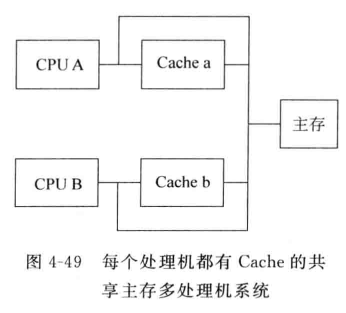 CPU A
Cache a
主存
CPU B
Cache b
图 4-49 每个处理机都有 Cache 的共
享主存多处理机系统